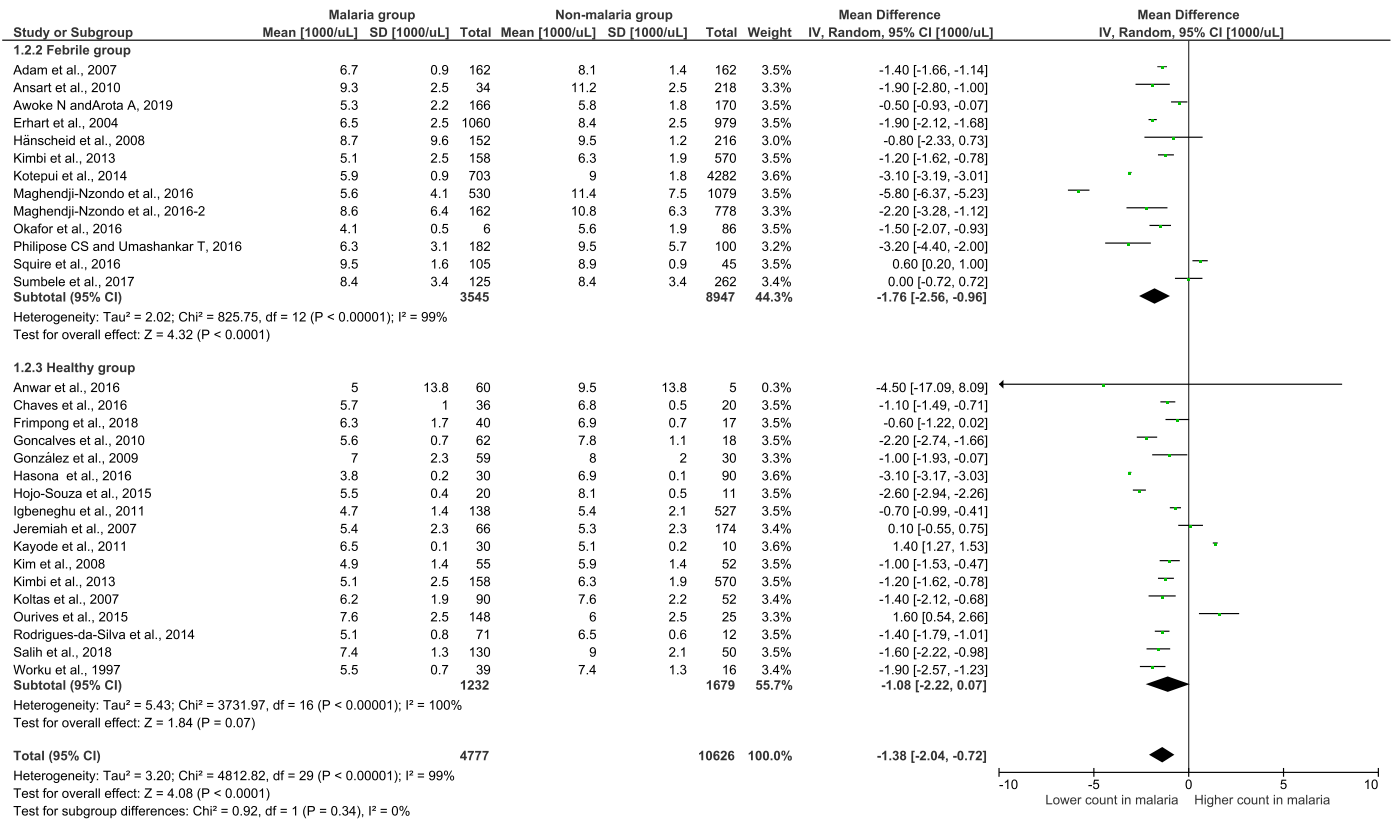 Malaria group Non-malaria group Mean Difference Mean Difference
Study or Subgroup Mean [1000/uL] SD [1000/uL] Total Mean [1000/uL] SD [1000/uL] Total Weight IV, Random, 95% CI [1000/uL] IV, Random, 95% CI [1000/uL]
1.2.2 Febrile group
Adam et al., 2007 6.7 0.9 162 8.1 1.4 162 3.5% -1.40 [-1.66, -1.14]
Ansart et al., 2010 9.3 2.5 34 11.2 2.5 218 3.3% -1.90 [-2.80, -1.00]
Awoke N andArota A, 2019 5.3 2.2 166 5.8 1.8 170 3.5% -0.50 [-0.93, -0.07]
Erhart et al., 2004 6.5 2.5 1060 8.4 2.5 979 3.5% -1.90 [-2.12, -1.68]
Hänscheid et al., 2008 8.7 9.6 152 9.5 1.2 216 3.0% -0.80 [-2.33, 0.73]
Kimbi et al., 2013 5.1 2.5 158 6.3 1.9 570 3.5% -1.20 [-1.62, -0.78]
Kotepui et al., 2014 5.9 0.9 703 9 1.8 4282 3.6% -3.10 [-3.19, -3.01]
Maghendji-Nzondo et al., 2016 5.6 4.1 530 11.4 7.5 1079 3.5% -5.80 [-6.37, -5.23]
Maghendji-Nzondo et al., 2016-2 8.6 6.4 162 10.8 6.3 778 3.3% -2.20 [-3.28, -1.12]
Okafor et al., 2016 4.1 0.5 6 5.6 1.9 86 3.5% -1.50 [-2.07, -0.93]
Philipose CS and Umashankar T, 2016 6.3 3.1 182 9.5 5.7 100 3.2% -3.20 [-4.40, -2.00]
Squire et al., 2016 9.5 1.6 105 8.9 0.9 45 3.5% 0.60 [0.20, 1.00]
Sumbele et al., 2017 8.4 3.4 125 8.4 3.4 262 3.4% 0.00 [-0.72, 0.72]
Subtotal (95% CI) 3545 8947 44.3% -1.76 [-2.56, -0.96]
Heterogeneity: Tau² = 2.02; Chi² = 825.75, df = 12 (P < 0.00001); I² = 99%
Test for overall effect: Z = 4.32 (P < 0.0001)
1.2.3 Healthy group
Anwar et al., 2016 5 13.8 60 9.5 13.8 5 0.3% -4.50 [-17.09, 8.09]
Chaves et al., 2016 5.7 1 36 6.8 0.5 20 3.5% -1.10 [-1.49, -0.71]
Frimpong et al., 2018 6.3 1.7 40 6.9 0.7 17 3.5% -0.60 [-1.22, 0.02]
Goncalves et al., 2010 5.6 0.7 62 7.8 1.1 18 3.5% -2.20 [-2.74, -1.66]
González et al., 2009 7 2.3 59 8 2 30 3.3% -1.00 [-1.93, -0.07]
Hasona et al., 2016 3.8 0.2 30 6.9 0.1 90 3.6% -3.10 [-3.17, -3.03]
Hojo-Souza et al., 2015 5.5 0.4 20 8.1 0.5 11 3.5% -2.60 [-2.94, -2.26]
Igbeneghu et al., 2011 4.7 1.4 138 5.4 2.1 527 3.5% -0.70 [-0.99, -0.41]
Jeremiah et al., 2007 5.4 2.3 66 5.3 2.3 174 3.4% 0.10 [-0.55, 0.75]
Kayode et al., 2011 6.5 0.1 30 5.1 0.2 10 3.6% 1.40 [1.27, 1.53]
Kim et al., 2008 4.9 1.4 55 5.9 1.4 52 3.5% -1.00 [-1.53, -0.47]
Kimbi et al., 2013 5.1 2.5 158 6.3 1.9 570 3.5% -1.20 [-1.62, -0.78]
Koltas et al., 2007 6.2 1.9 90 7.6 2.2 52 3.4% -1.40 [-2.12, -0.68]
Ourives et al., 2015 7.6 2.5 148 6 2.5 25 3.3% 1.60 [0.54, 2.66]
Rodrigues-da-Silva et al., 2014 5.1 0.8 71 6.5 0.6 12 3.5% -1.40 [-1.79, -1.01]
Salih et al., 2018 7.4 1.3 130 9 2.1 50 3.5% -1.60 [-2.22, -0.98]
Worku et al., 1997 5.5 0.7 39 7.4 1.3 16 3.4% -1.90 [-2.57, -1.23]
Subtotal (95% CI) 1232 1679 55.7% -1.08 [-2.22, 0.07]
Heterogeneity: Tau² = 5.43; Chi² = 3731.97, df = 16 (P < 0.00001); I² = 100%
Test for overall effect: Z = 1.84 (P = 0.07)
Total (95% CI) 4777 10626 100.0% -1.38 [-2.04, -0.72]
Heterogeneity: Tau² = 3.20; Chi² = 4812.82, df = 29 (P < 0.00001); I² = 99%
Test for overall effect: Z = 4.08 (P < 0.0001)
Test for subgroup differences: Chi² = 0.92, df = 1 (P = 0.34), I² = 0%
-10 -5 0 5 10
Lower count in malaria Higher count in malaria